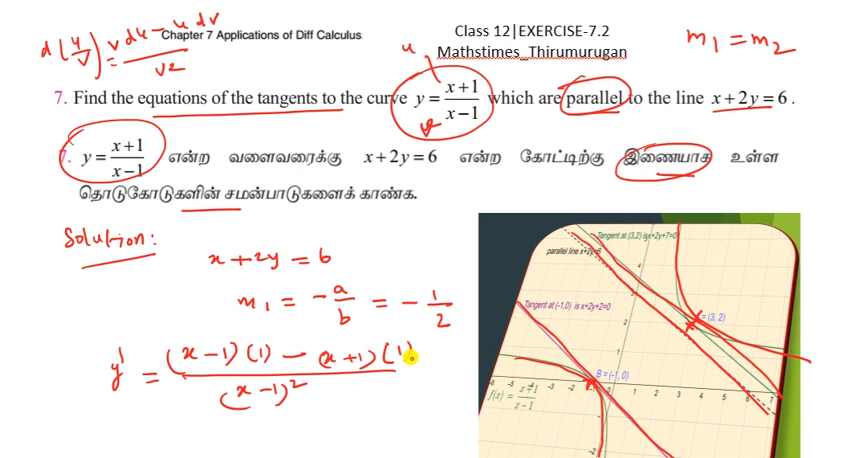 d(u/v) = v du - u dv / v2
Chapter 7 Applications of Diff Calculus
Class 12|EXERCISE-7.2
Mathstimes_Thirumurugan
m1 = m2
u
7. Find the equations of the tangents to the curve y = x+1 / x−1 which are parallel to the line x+2y=6.
v
7. y = x+1 / x−1 என்ற வளைவரைக்கு x+2y=6 என்ற கோட்டிற்கு இணையாக உள்ள
தொடுகோடுகளின் சமன்பாடுகளைக் காண்க.
Solution:
x + 2y = 6
m1 = - a/b = - 1/2
y' = (x-1)(1) - (x+1)(1) / (x-1)2
Tangent at (3,2) is x+2y+7=0
parallel line x+2y=6
Tangent at (-1,0) is x+2y+2=0
= (3, 2)
B = (-1, 0)
f(x) = x+1 / x−1